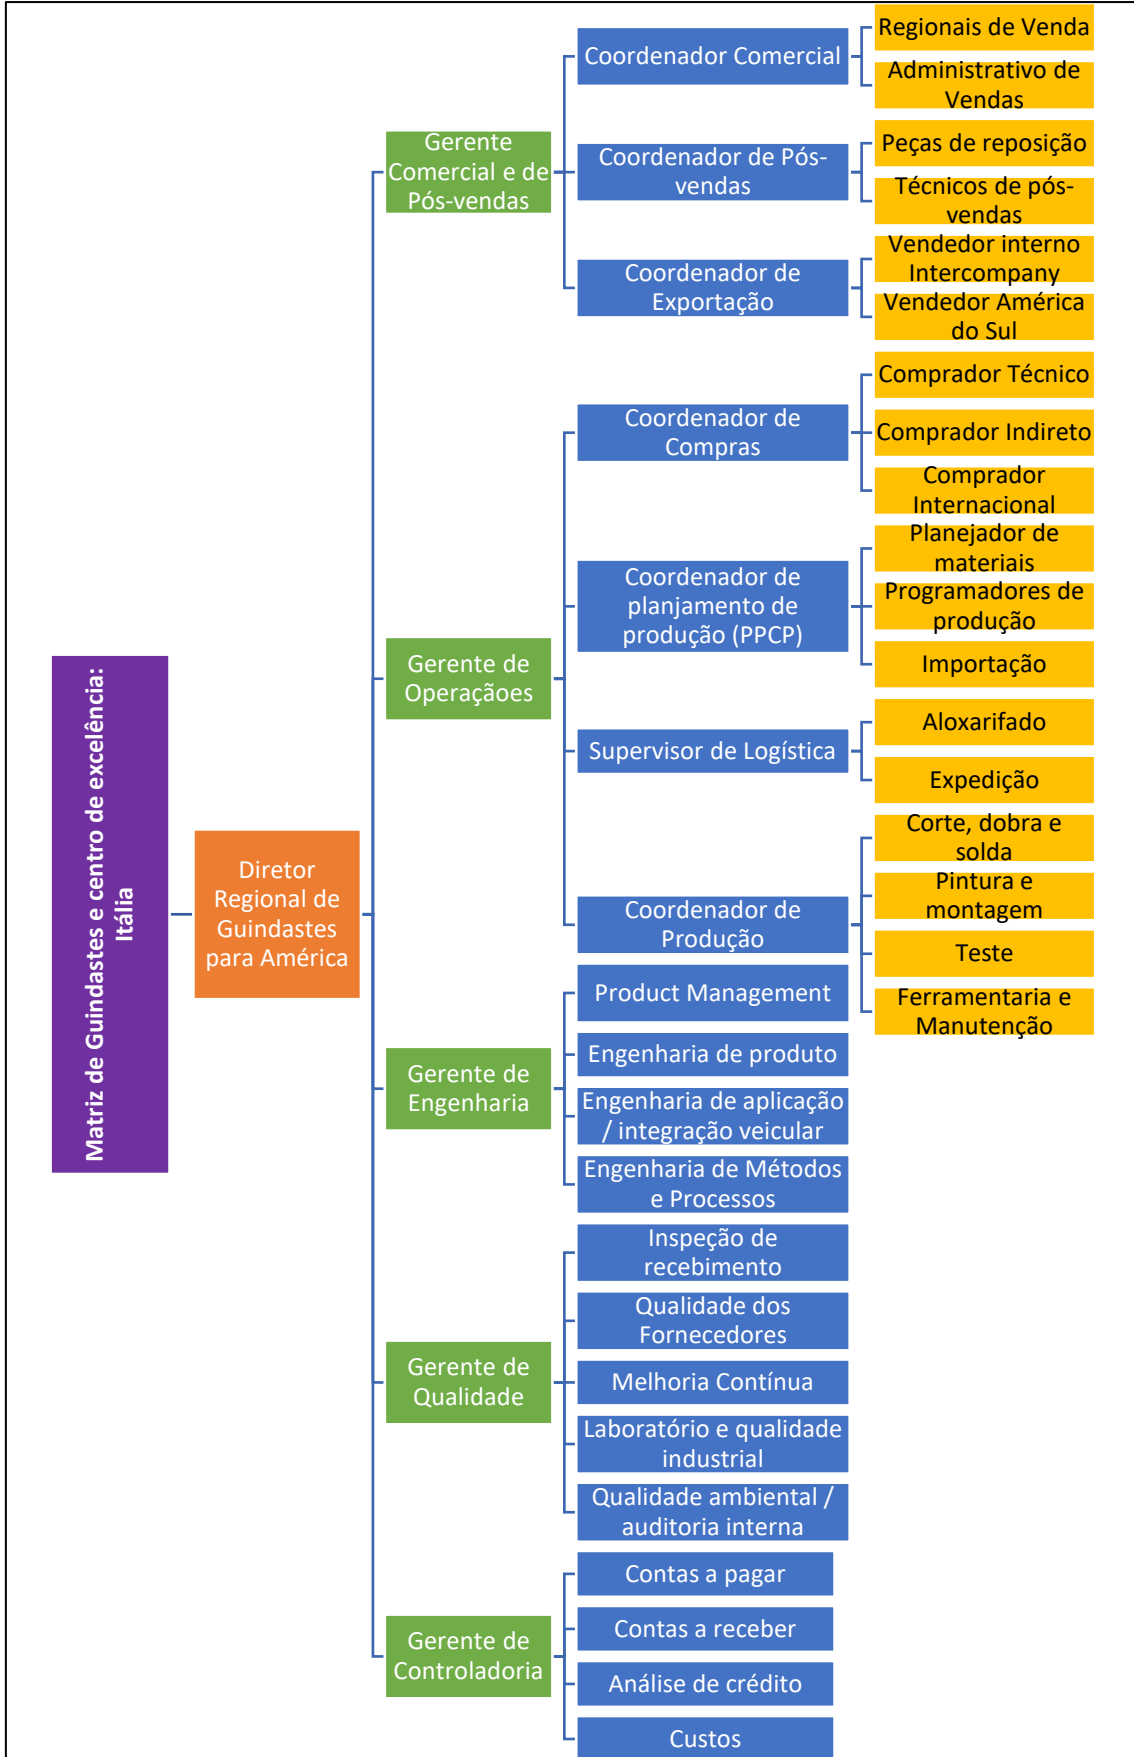 Matriz de Guindastes e centro de excelência:
Itália
Diretor
Regional de
Guindastes
para América
Gerente
Comercial e de
Pós-vendas
Coordenador Comercial
Regionais de Venda
Administrativo de
Vendas
Coordenador de Pós-
vendas
Peças de reposição
Técnicos de pós-
vendas
Coordenador de
Exportação
Vendedor interno
Intercompany
Vendedor América
do Sul
Gerente de
Operaçãoes
Coordenador de
Compras
Comprador Técnico
Comprador Indireto
Comprador
Internacional
Coordenador de
planjamento de
produção (PPCP)
Planejador de
materiais
Programadores de
produção
Importação
Supervisor de Logística
Aloxarifado
Expedição
Coordenador de
Produção
Corte, dobra e
solda
Pintura e
montagem
Teste
Ferramentaria e
Manutenção
Gerente de
Engenharia
Product Management
Engenharia de produto
Engenharia de aplicação
/ integração veicular
Engenharia de Métodos
e Processos
Gerente de
Qualidade
Inspeção de
recebimento
Qualidade dos
Fornecedores
Melhoria Contínua
Laboratório e qualidade
industrial
Qualidade ambiental /
auditoria interna
Gerente de
Controladoria
Contas a pagar
Contas a receber
Análise de crédito
Custos